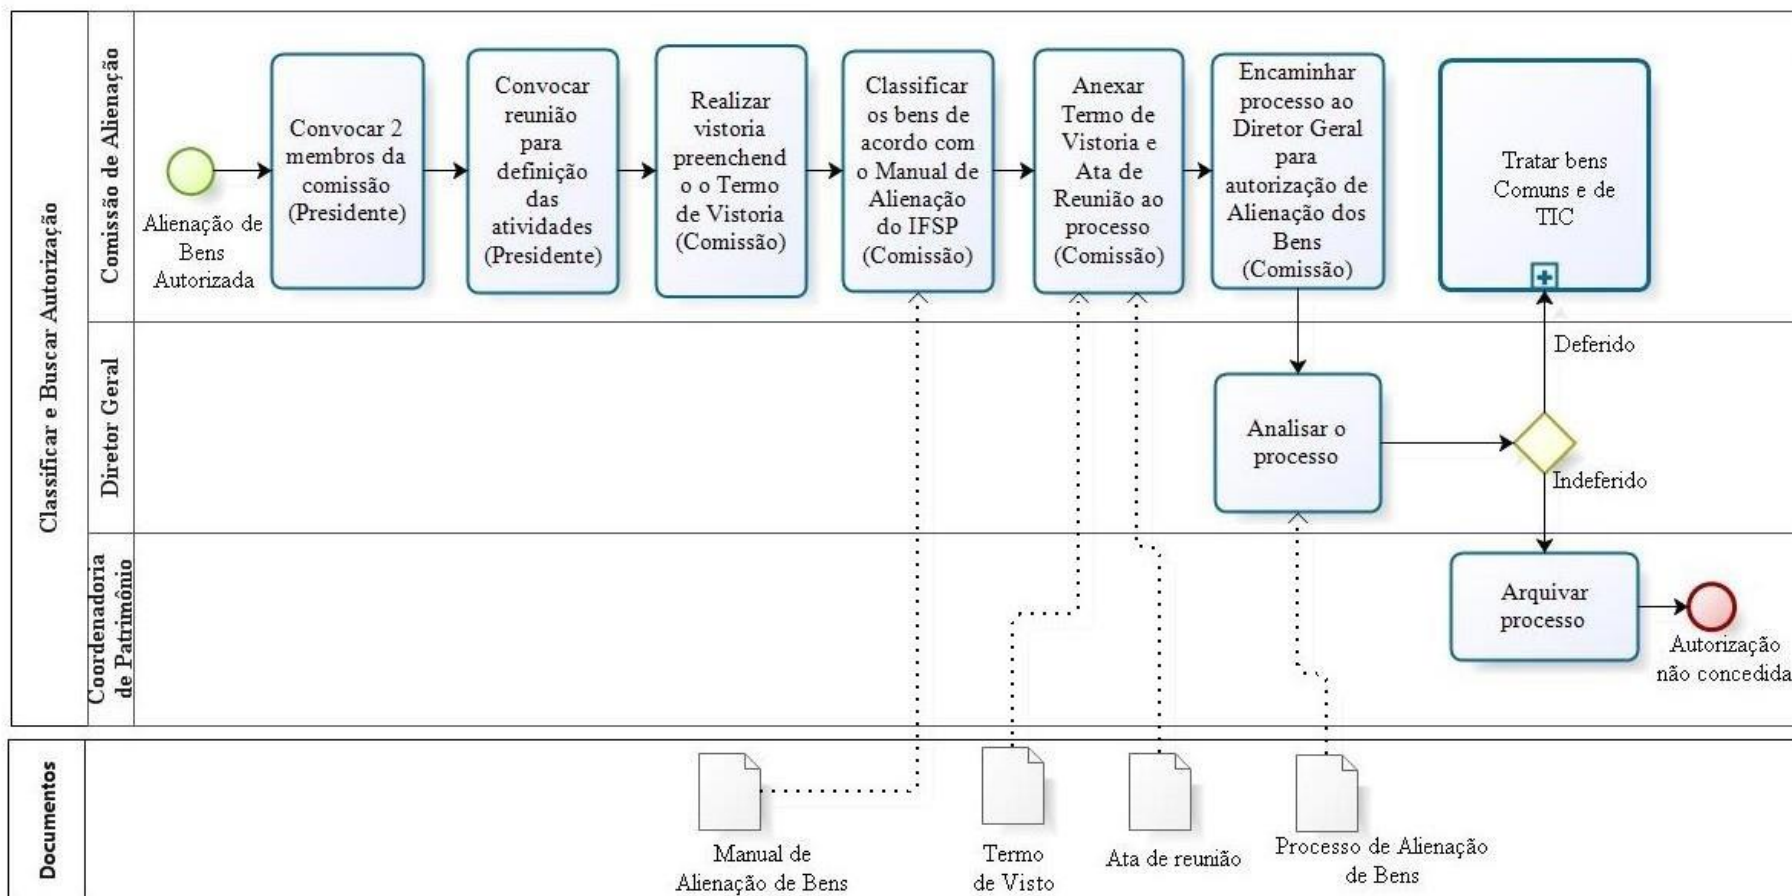 Classificar e Buscar Autorização
Comissão de Alienação
Alienação de
Bens
Autorizada
Convocar 2
membros da
comissão
(Presidente)
Convocar
reunião
para
definição
das
atividades
(Presidente)
Realizar
vistoria
preenchend
o o Termo
de Vistoria
(Comissão)
Classificar
os bens de
acordo com
o Manual de
Alienação
do IFSP
(Comissão)
Anexar
Termo de
Vistoria e
Ata de
Reunião ao
processo
(Comissão)
Encaminhar
processo ao
Diretor Geral
para
autorização de
Alienação dos
Bens
(Comissão)
Tratar bens
Comuns e de
TIC
Diretor Geral
Analisar o
processo
Deferido
Indeferido
Coordenadoria
de Patrimônio
Arquivar
processo
Autorização
não concedida
Documentos
Manual de
Alienação de Bens
Termo
de Visto
Ata de reunião
Processo de Alienação
de Bens